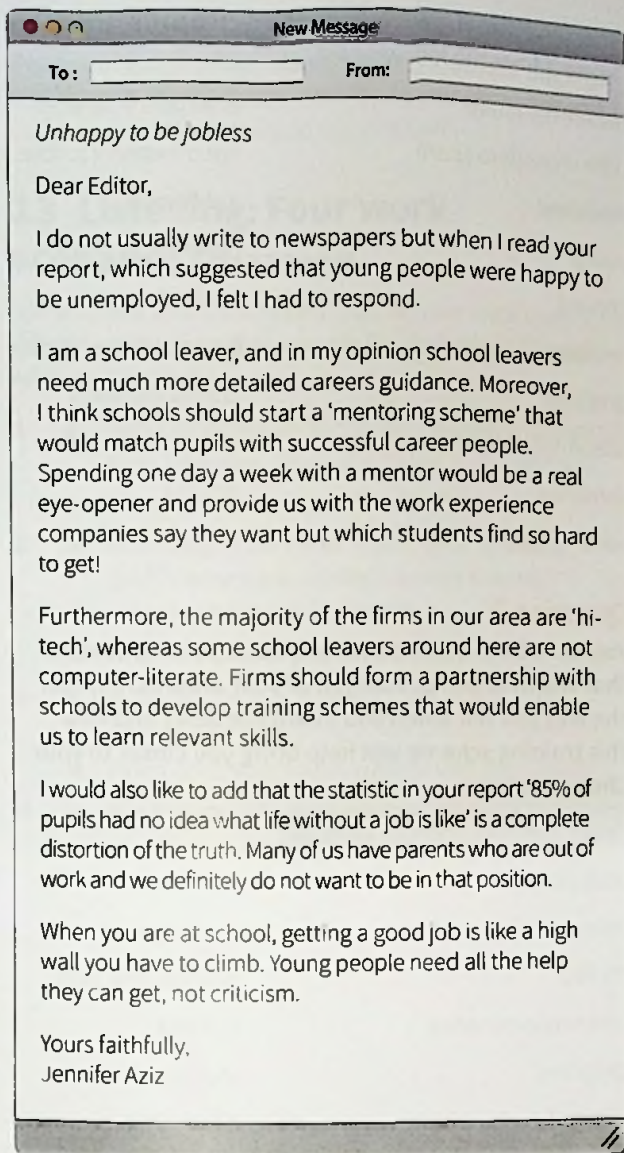 New Message
To:
From:
Unhappy to be jobless
Dear Editor,
I do not usually write to newspapers but when I read your
report, which suggested that young people were happy to
be unemployed, I felt I had to respond.
I am a school leaver, and in my opinion school leavers
need much more detailed careers guidance. Moreover,
I think schools should start a ‘mentoring scheme’ that
would match pupils with successful career people.
Spending one day a week with a mentor would be a real
eye-opener and provide us with the work experience
companies say they want but which students find so hard
to get!
Furthermore, the majority of the firms in our area are ‘hi-
tech’, whereas some school leavers around here are not
computer-literate. Firms should form a partnership with
schools to develop training schemes that would enable
us to learn relevant skills.
I would also like to add that the statistic in your report ‘85% of
pupils had no idea what life without a job is like’ is a complete
distortion of the truth. Many of us have parents who are out of
work and we definitely do not want to be in that position.
When you are at school, getting a good job is like a high
wall you have to climb. Young people need all the help
they can get, not criticism.
Yours faithfully,
Jennifer Aziz